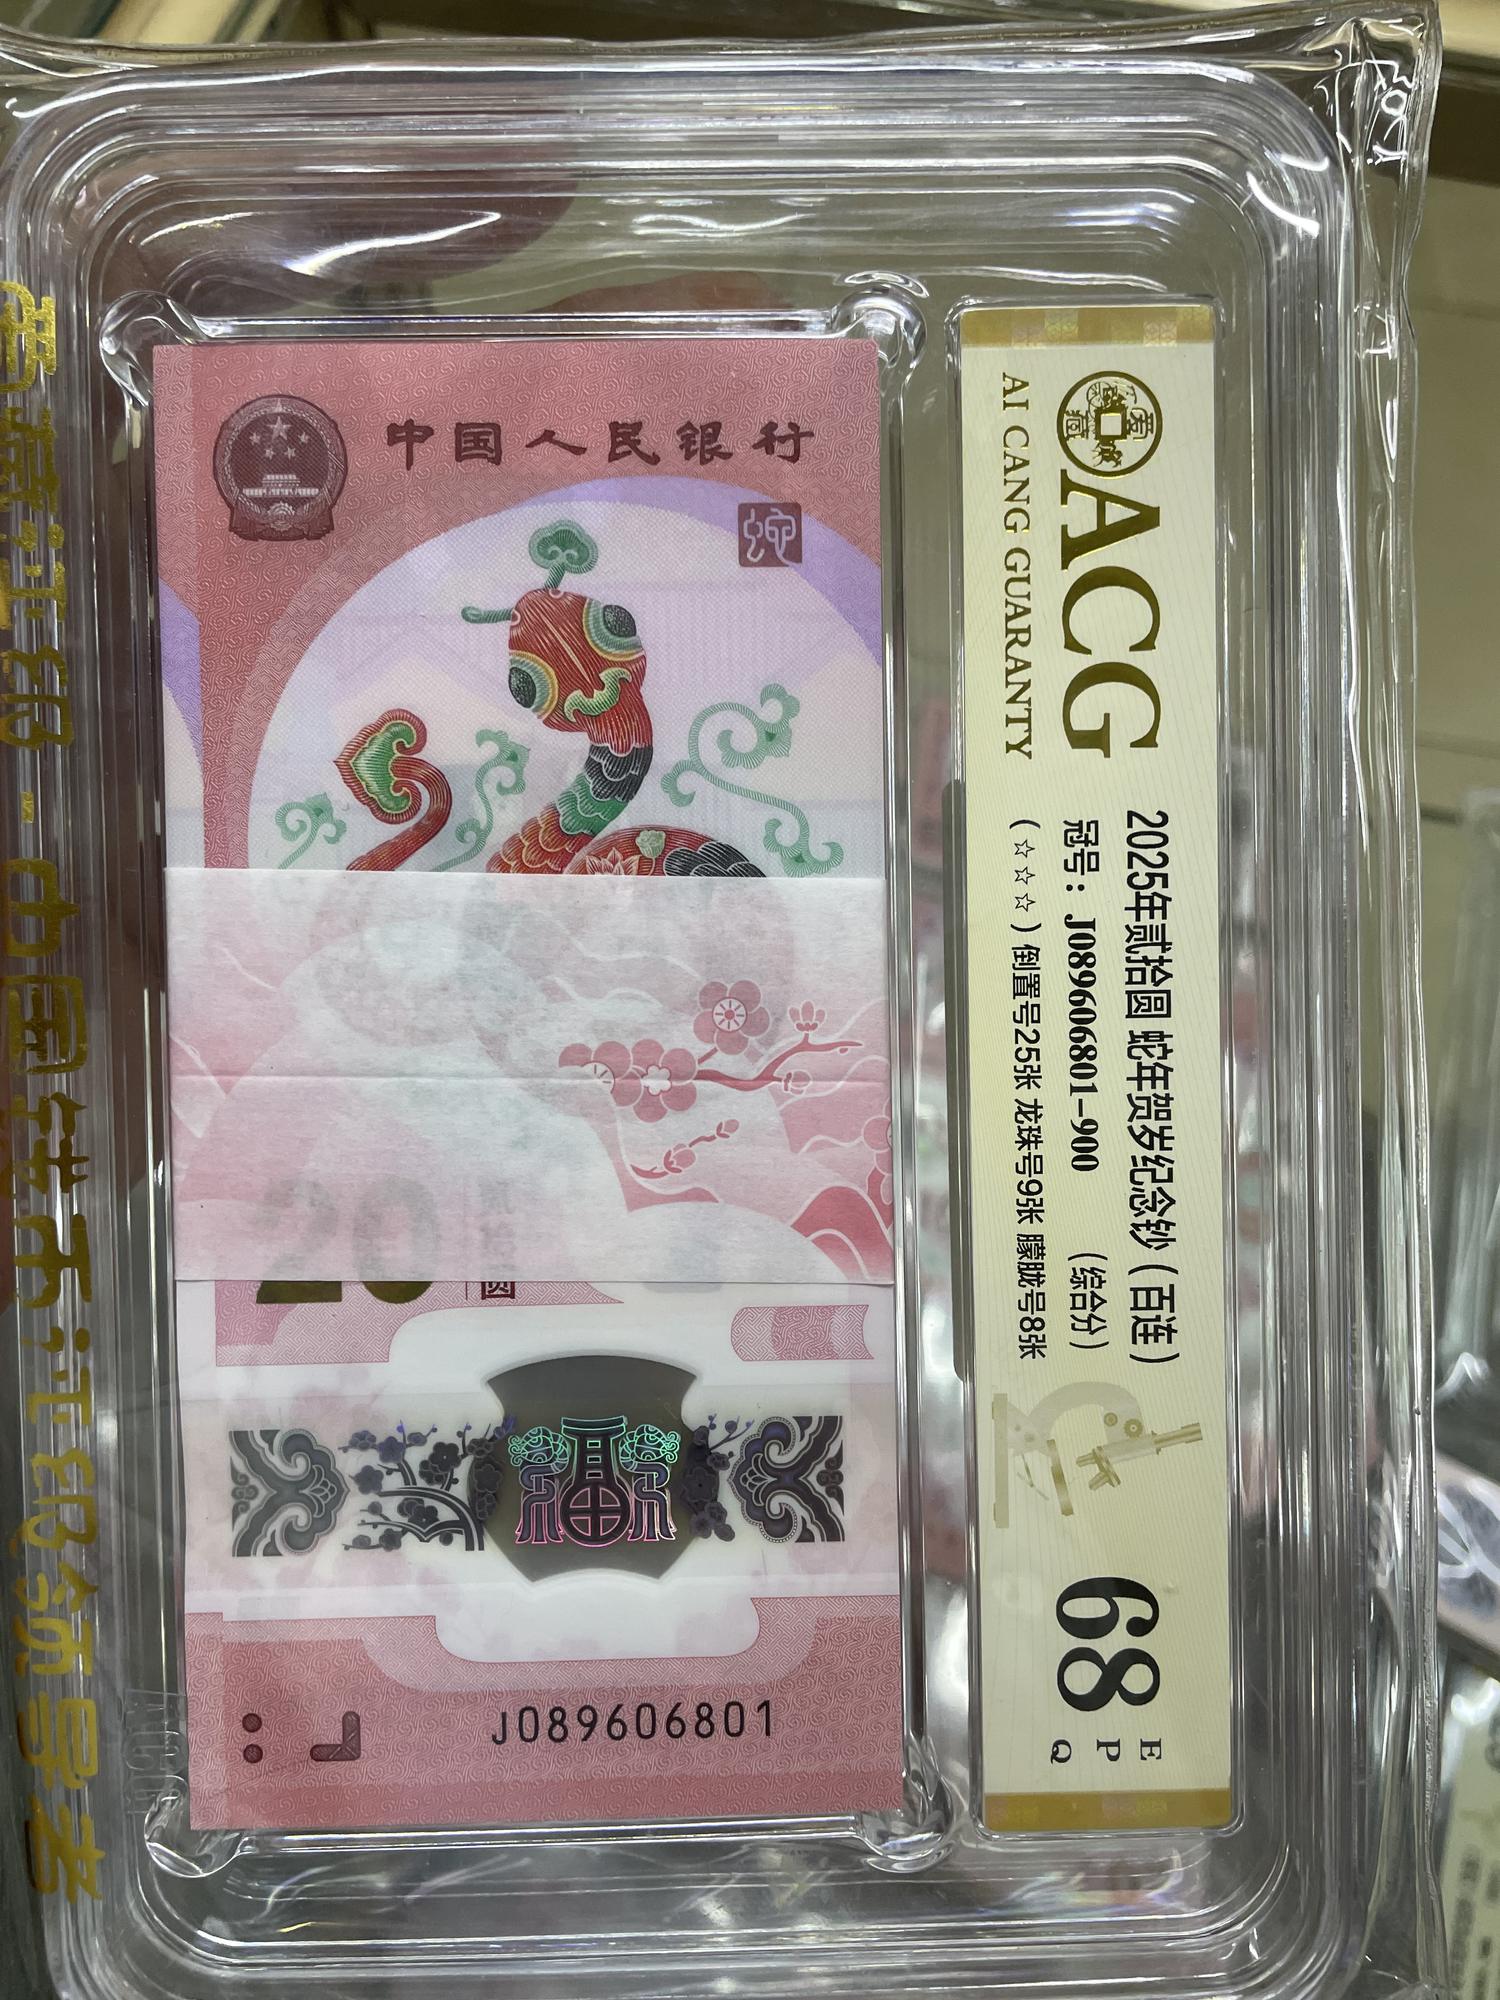 中国人民银行
蛇
20
圆
J089606801
ACG
AI CANG GUARANTY
2025年贰拾圆 蛇年贺岁纪念钞（百连）
冠号：J089606801-900 （综合分）
（☆☆☆）倒置号25张 龙珠号9张 朦胧号8张
68
E
P
Q